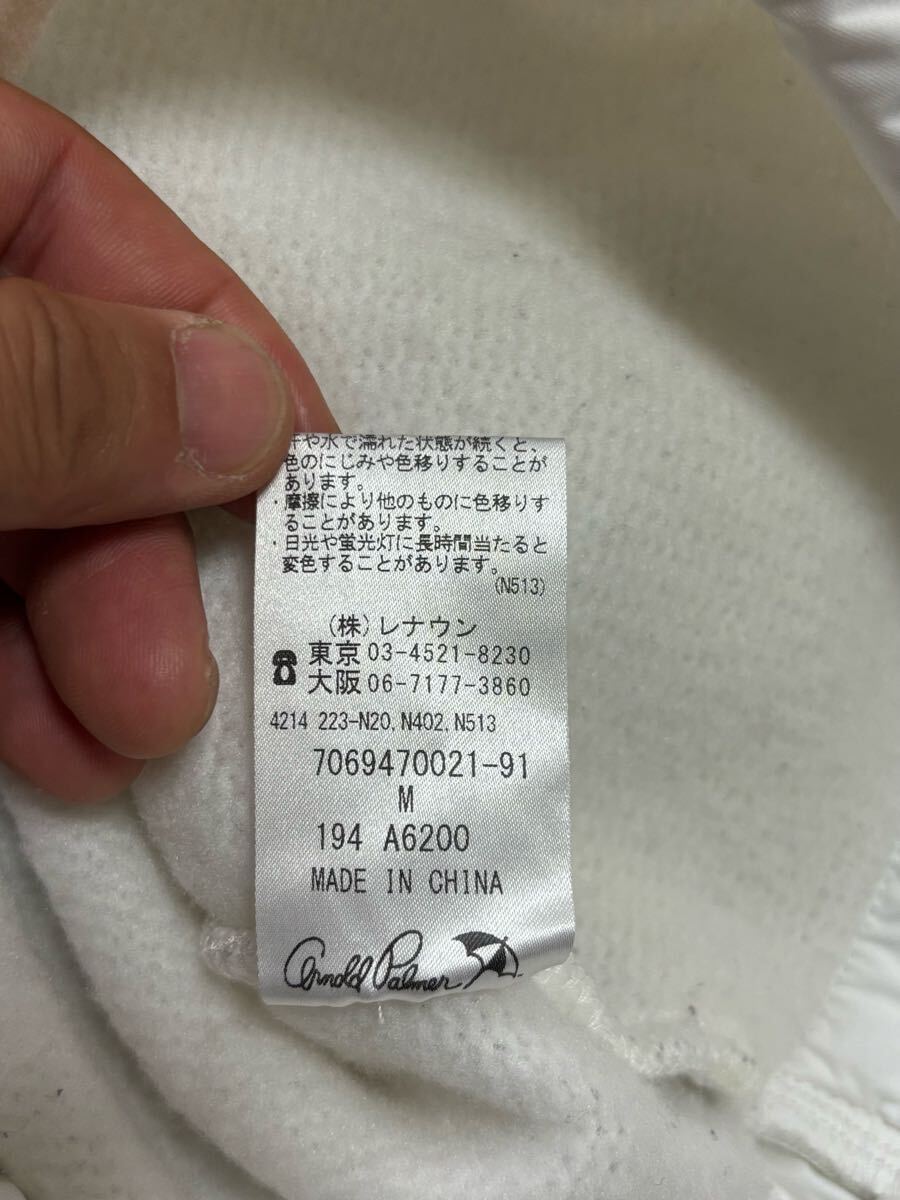 汗や水で濡れた状態が続くと、
色のにじみや色移りすることが
あります。
・摩擦により他のものに色移りす
ることがあります。
・日光や蛍光灯に長時間当たると
変色することがあります。
(N513)
(株)レナウン
東京 03-4521-8230
大阪 06-7177-3860
4214 223-N20,N402,N513
7069470021-91
M
194 A6200
MADE IN CHINA
Arnold Palmer